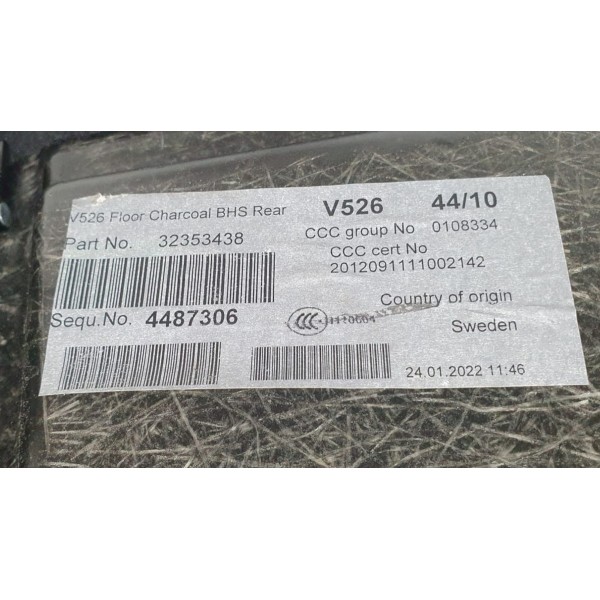 V526 Floor Charcoal BHS Rear
V526 44/10
Part No. 32353438
CCC group No 0108334
CCC cert No
2012091111002142
Sequ.No. 4487306
CCC
Country of origin
Sweden
24.01.2022 11:46